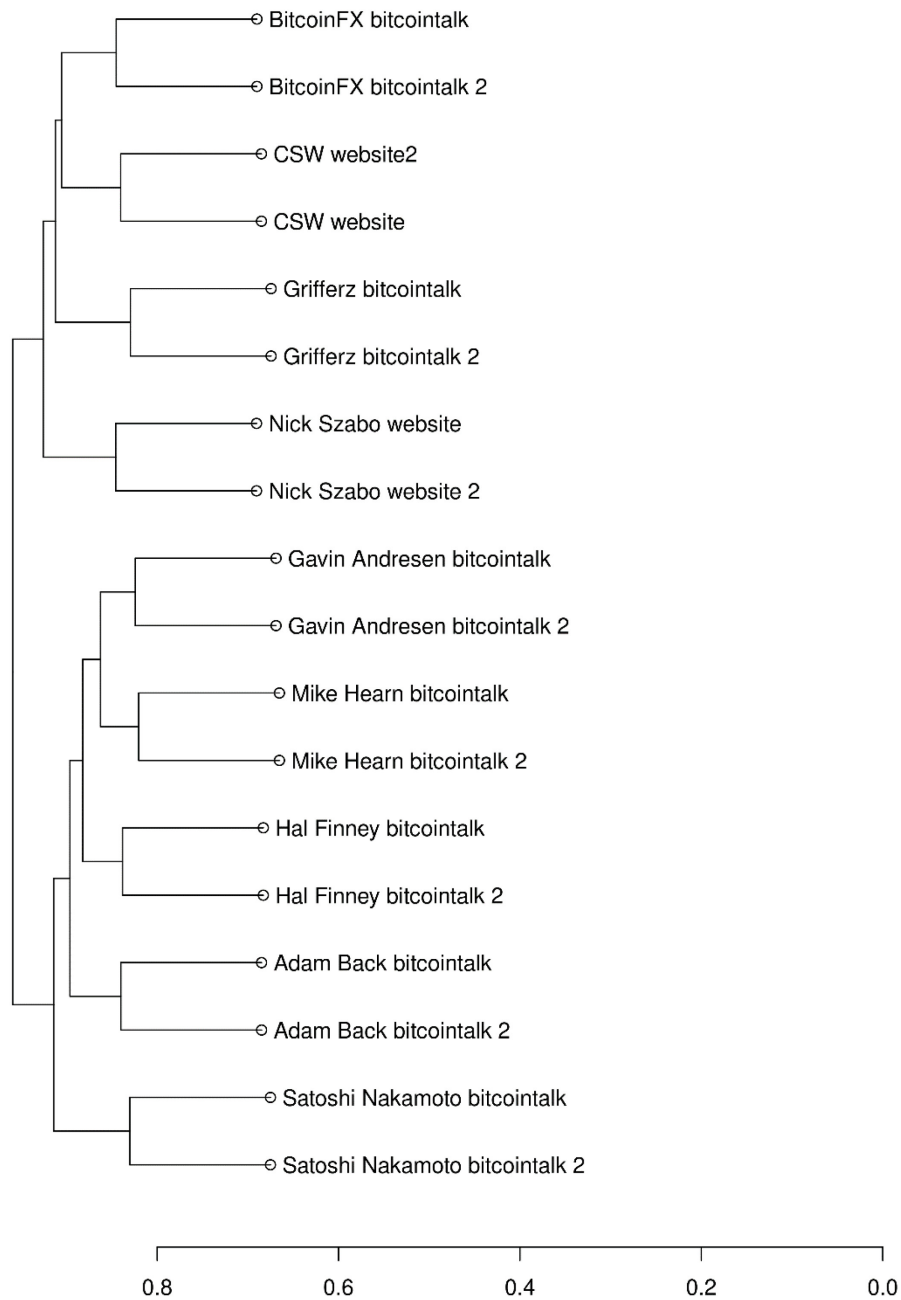 BitcoinFX bitcointalk
BitcoinFX bitcointalk 2
CSW website2
CSW website
Grifferz bitcointalk
Grifferz bitcointalk 2
Nick Szabo website
Nick Szabo website 2
Gavin Andresen bitcointalk
Gavin Andresen bitcointalk 2
Mike Hearn bitcointalk
Mike Hearn bitcointalk 2
Hal Finney bitcointalk
Hal Finney bitcointalk 2
Adam Back bitcointalk
Adam Back bitcointalk 2
Satoshi Nakamoto bitcointalk
Satoshi Nakamoto bitcointalk 2
0.8 0.6 0.4 0.2 0.0